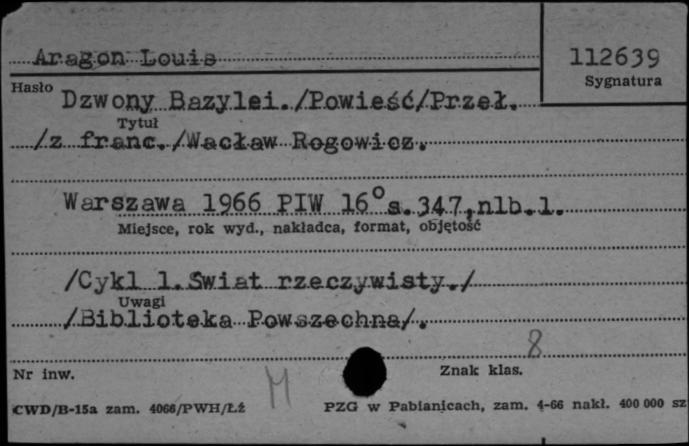 Aragon Louis
112639
Hasło
Sygnatura
Dzwony Bazylei./Powieść/Przeł.
Tytuł
/z franc./Wacław Rogowicz.
Warszawa 1966 PIW 16° s.347,nlb.1.
Miejsce, rok wyd., nakładca, format, objętość
/Cykl 1.Świat rzeczywisty./
Uwagi
/Biblioteka Powszechna/.
8
Nr inw.
Znak klas.
M
CWD/B-15a zam. 4066/PWH/Łź
PZG w Pabianicach, zam. 4-66 nakł. 400 000 sz